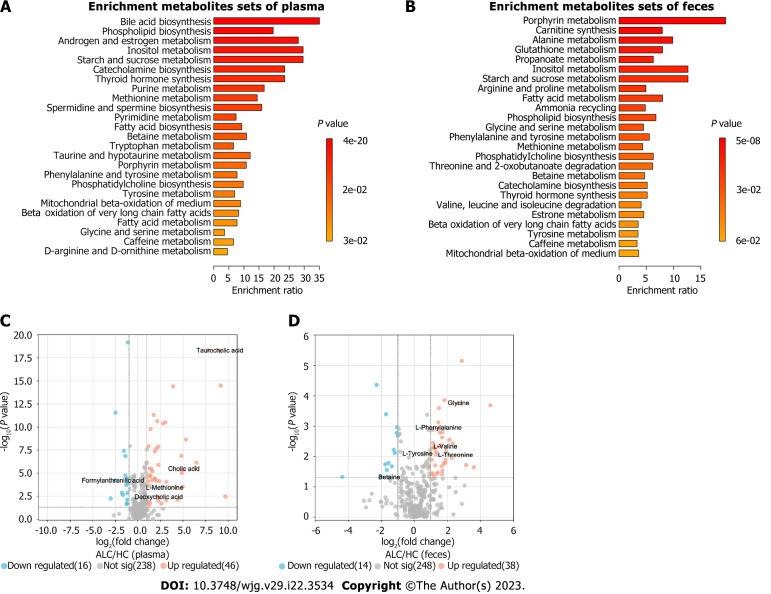 A
Enrichment metabolites sets of plasma
Bile acid biosynthesis
Phospholipid biosynthesis
Androgen and estrogen metabolism
Inositol metabolism
Starch and sucrose metabolism
Catecholamine biosynthesis
Thyroid hormone synthesis
Purine metabolism
Methionine metabolism
Spermidine and spermine biosynthesis
Pyrimidine metabolism
Fatty acid biosynthesis
Betaine metabolism
Tryptophan metabolism
Taurine and hypotaurine metabolism
Porphyrin metabolism
Phenylalanine and tyrosine metabolism
Phosphatidylcholine biosynthesis
Tyrosine metabolism
Mitochondrial beta-oxidation of medium
Beta oxidation of very long chain fatty acids
Fatty acid metabolism
Glycine and serine metabolism
Caffeine metabolism
D-arginine and D-ornithine metabolism
0 5 10 15 20 25 30 35
Enrichment ratio
P value
4e-20
2e-02
3e-02
B
Enrichment metabolites sets of feces
Porphyrin metabolism
Carnitine synthesis
Alanine metabolism
Glutathione metabolism
Propanoate metabolism
Inositol metabolism
Starch and sucrose metabolism
Arginine and proline metabolism
Fatty acid metabolism
Ammonia recycling
Phospholipid biosynthesis
Glycine and serine metabolism
Phenylalanine and tyrosine metabolism
Methionine metabolism
Phosphatidylcholine biosynthesis
Threonine and 2-oxobutanoate degradation
Betaine metabolism
Catecholamine biosynthesis
Thyroid hormone synthesis
Valine, leucine and isoleucine degradation
Estrone metabolism
Beta oxidation of very long chain fatty acids
Tyrosine metabolism
Caffeine metabolism
Mitochondrial beta-oxidation of medium
0 5 10 15
Enrichment ratio
P value
5e-08
3e-02
6e-02
C
20.0
17.5
15.0
12.5
10.0
7.5
5.0
2.5
0.0
-log10(P value)
Taurocholic acid
Cholic acid
Formylanthranilic acid
L-Methionine
Deoxycholic acid
-10.0 -7.5 -5.0 -2.5 0.0 2.5 5.0 7.5 10.0
log2(fold change)
ALC/HC (plasma)
Down regulated(16) Not sig(238) Up regulated(46)
D
6
5
4
3
2
1
0
-log10(P value)
Glycine
L-Phenylalanine
L-Valine
L-Tyrosine
L-Threonine
Betaine
-6 -4 -2 0 2 4 6
log2(fold change)
ALC/HC (feces)
Down regulated(14) Not sig(248) Up regulated(38)
DOI: 10.3748/wjg.v29.i22.3534 Copyright ©The Author(s) 2023.